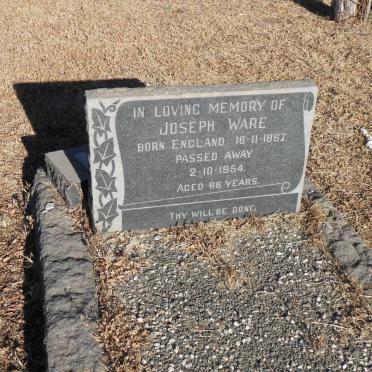 IN LOVING MEMORY OF
JOSEPH WARE
BORN ENGLAND 16-11-1867
PASSED AWAY
2-10-1954
AGED 86 YEARS.
THY WILL BE DONE.